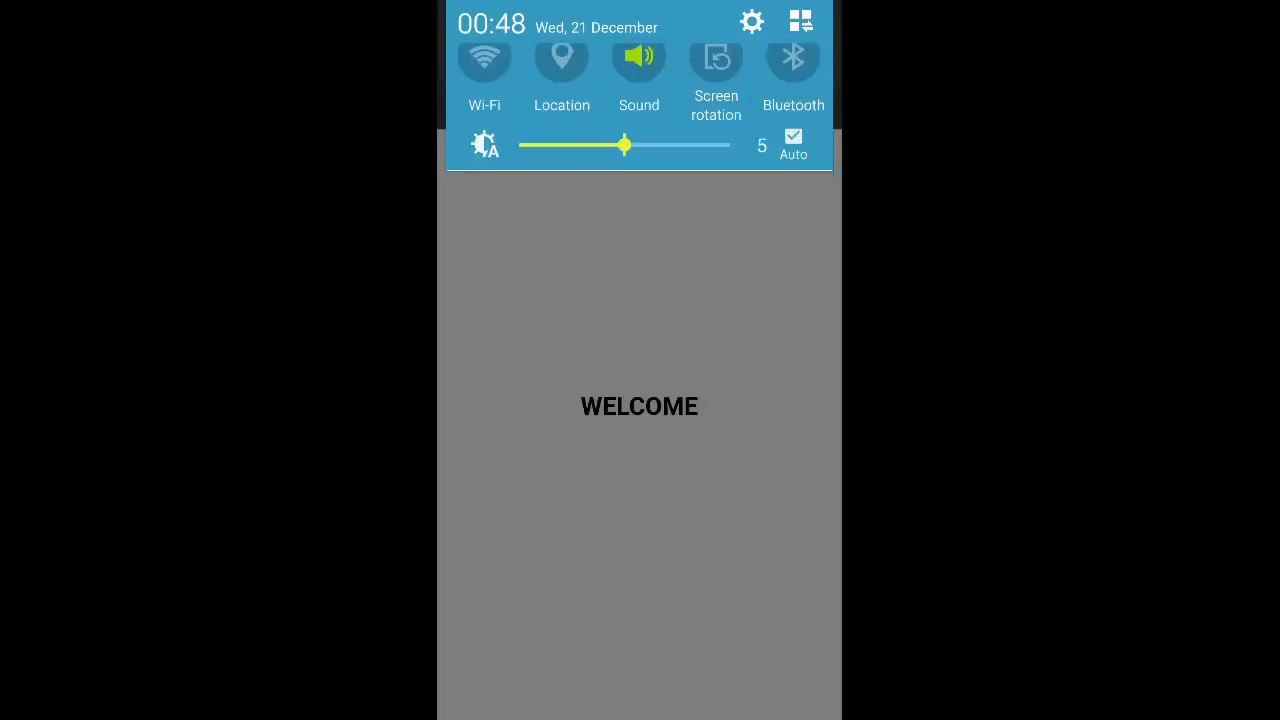 00:48 Wed, 21 December
Wi-Fi Location Sound Screen rotation Bluetooth
A 5 Auto
WELCOME